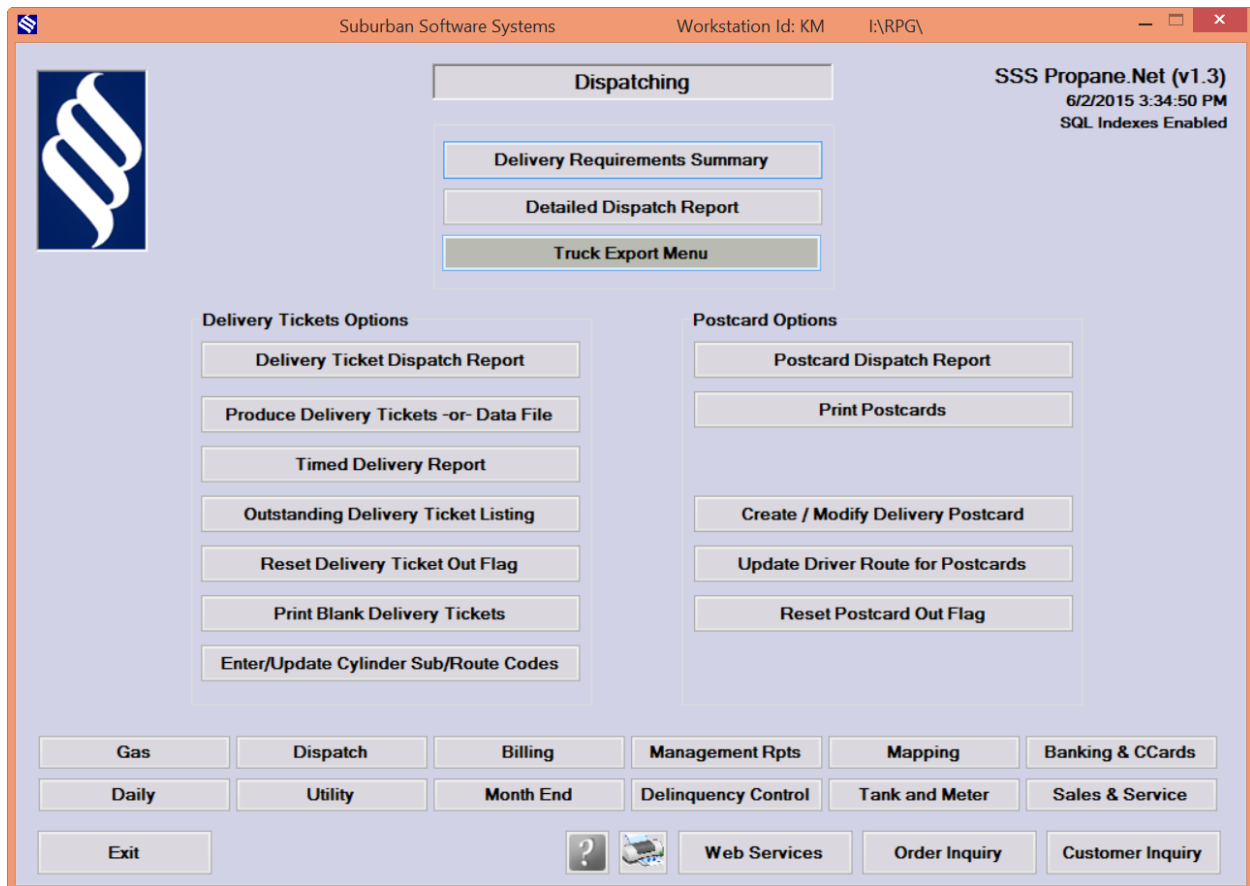 Suburban Software Systems Workstation Id: KM I:\RPG\
Dispatching
SSS Propane.Net (v1.3)
6/2/2015 3:34:50 PM
SQL Indexes Enabled
Delivery Requirements Summary
Detailed Dispatch Report
Truck Export Menu
Delivery Tickets Options
Delivery Ticket Dispatch Report
Produce Delivery Tickets -or- Data File
Timed Delivery Report
Outstanding Delivery Ticket Listing
Reset Delivery Ticket Out Flag
Print Blank Delivery Tickets
Enter/Update Cylinder Sub/Route Codes
Postcard Options
Postcard Dispatch Report
Print Postcards
Create / Modify Delivery Postcard
Update Driver Route for Postcards
Reset Postcard Out Flag
Gas Dispatch Billing Management Rpts Mapping Banking & CCards
Daily Utility Month End Delinquency Control Tank and Meter Sales & Service
Exit ? Web Services Order Inquiry Customer Inquiry